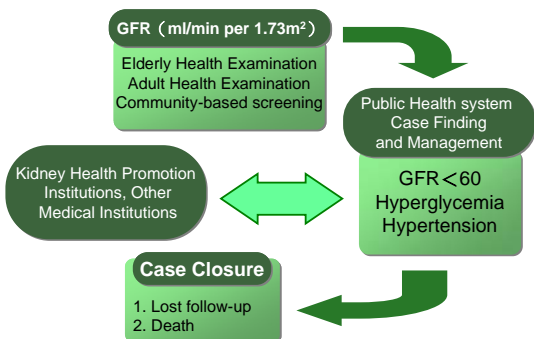 GFR（ml/min per 1.73m²）
Elderly Health Examination
Adult Health Examination
Community-based screening
Public Health system
Case Finding
and Management
GFR＜60
Hyperglycemia
Hypertension
Kidney Health Promotion
Institutions, Other
Medical Institutions
Case Closure
1. Lost follow-up
2. Death